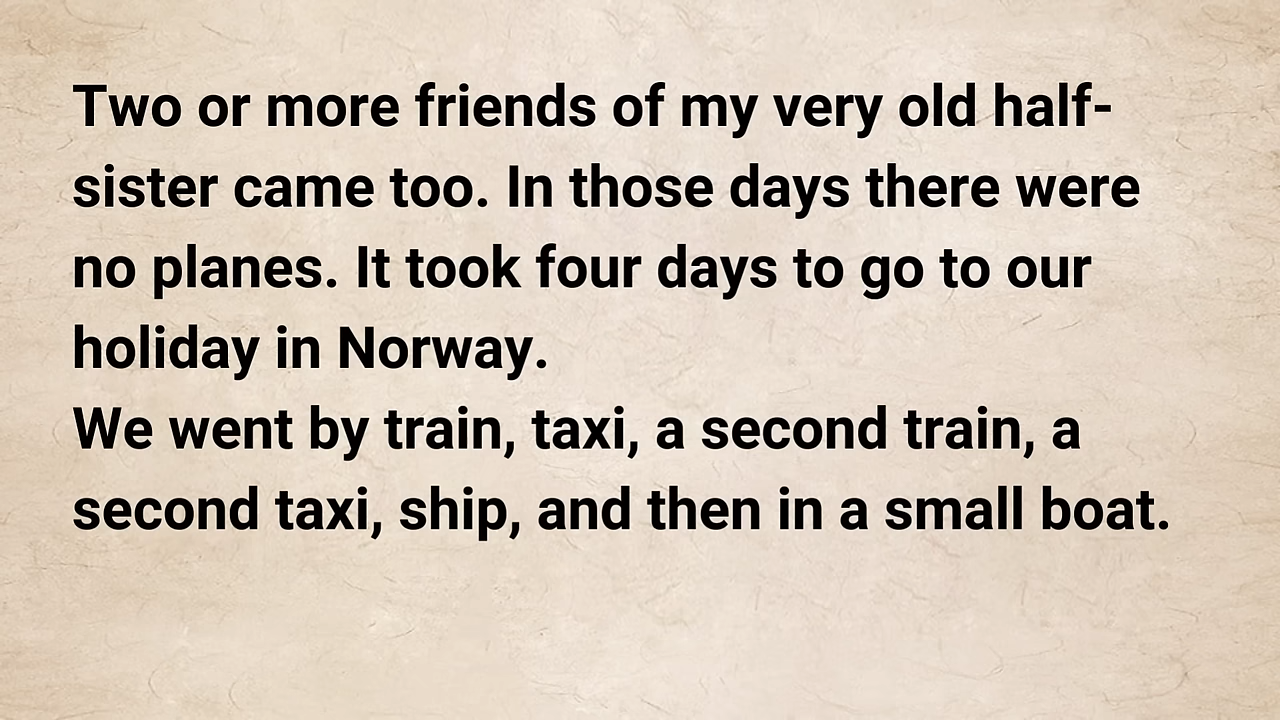 Two or more friends of my very old half-
sister came too. In those days there were
no planes. It took four days to go to our
holiday in Norway.
We went by train, taxi, a second train, a
second taxi, ship, and then in a small boat.